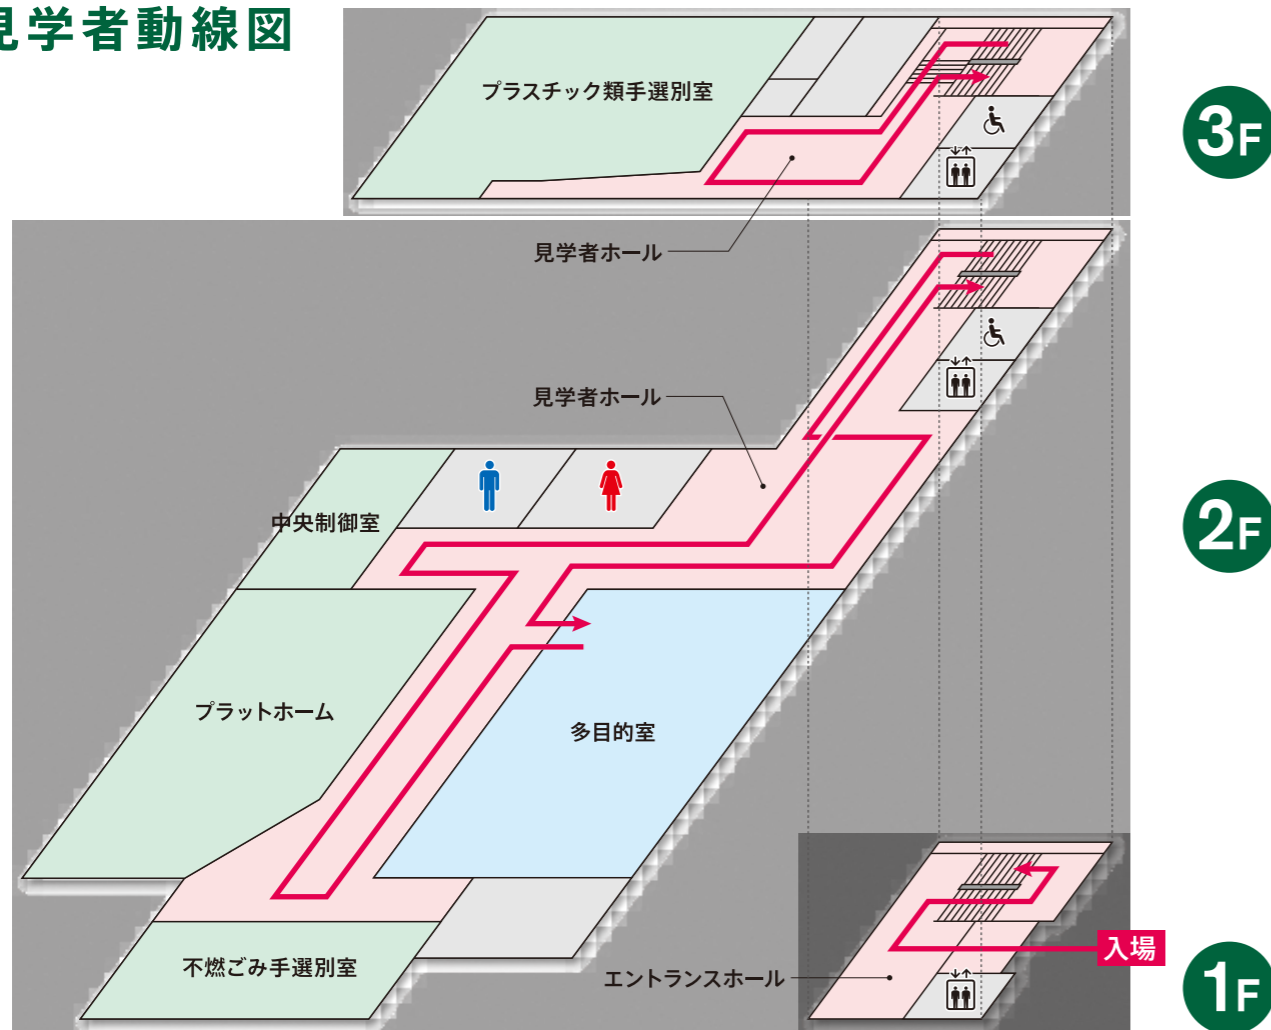 見学者動線図
プラスチック類手選別室
3F
見学者ホール
見学者ホール
中央制御室
2F
プラットホーム
多目的室
入場
不燃ごみ手選別室
エントランスホール
1F